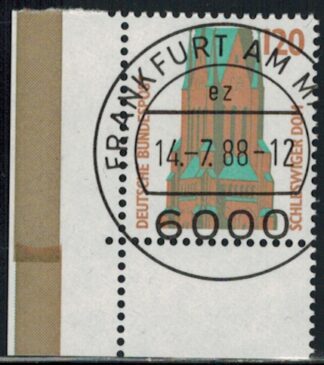 120
FRANKFURT AM M
ez
14.-7.88-12
6000
DEUTSCHE BUNDESPOST
SCHLESWIGER DOM